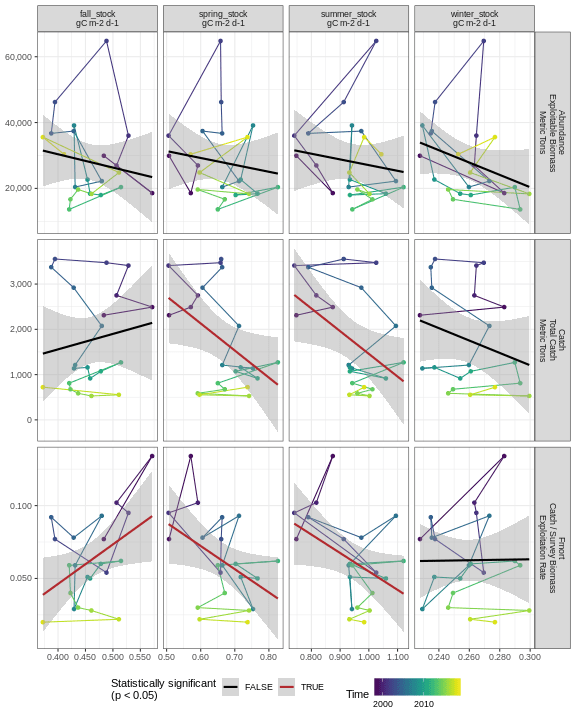 fall_stock
gC m-2 d-1
spring_stock
gC m-2 d-1
summer_stock
gC m-2 d-1
winter_stock
gC m-2 d-1
60,000
40,000
20,000
Abundance
Exploitable Biomass
Metric Tons
3,000
2,000
1,000
0
Catch
Total Catch
Metric Tons
0.100
0.050
Fmort
Catch / Survey Biomass
Exploitation Rate
0.400 0.450 0.500 0.550
0.50 0.60 0.70 0.80
0.800 0.900 1.000 1.100
0.240 0.260 0.280 0.300
Statistically significant
(p < 0.05)
FALSE
TRUE
Time
2000 2010